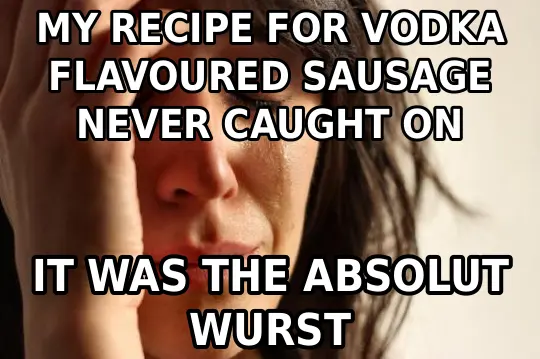 MY RECIPE FOR VODKA
FLAVOURED SAUSAGE
NEVER CAUGHT ON
IT WAS THE ABSOLUT
WURST